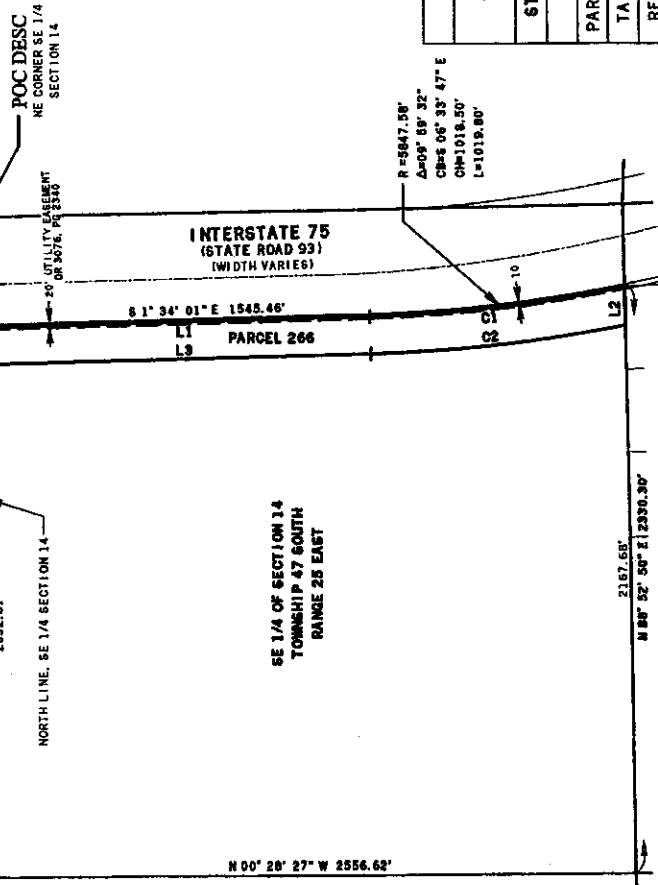 POC DESC
NE CORNER SE 1/4
SECTION 14
20' UTILITY EASEMENT
OR 3076, PG 2340
INTERSTATE 75
(STATE ROAD 93)
(WIDTH VARIES)
R=5847.58'
Δ=09° 59' 32"
CB=S 06° 33' 47" E
CH=1018.50'
L=1019.80'
10
S 1° 34' 01" E 1545.46'
L1
C1
L2
PARCEL 266
L3
C2
NORTH LINE, SE 1/4 SECTION 14
SE 1/4 OF SECTION 14
TOWNSHIP 47 SOUTH
RANGE 25 EAST
2167.68'
N 88° 52' 50" E 2330.30'
N 00° 28' 27" W 2556.62'
PAR
TA